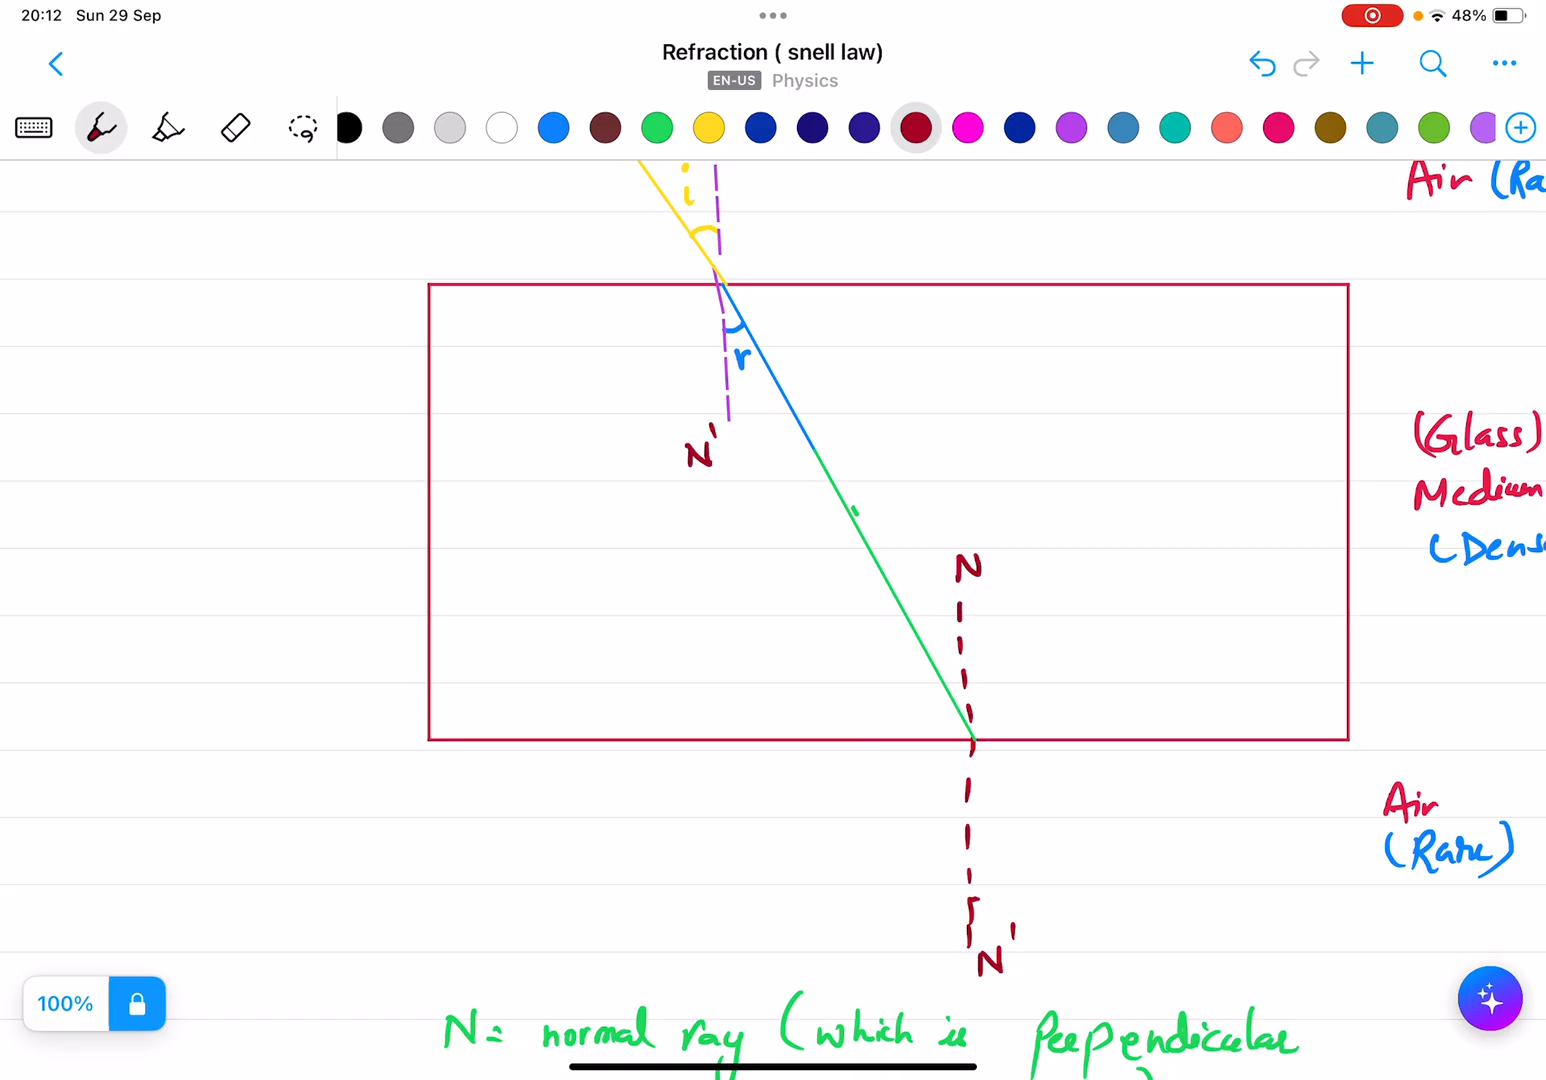 20:12 Sun 29 Sep
48%
Refraction ( snell law)
EN-US Physics
i
Air (Ra
r
N'
(Glass)
Medium
(Dens
N
Air
(Rare)
N'
100%
N= normal ray (which is perpendicular